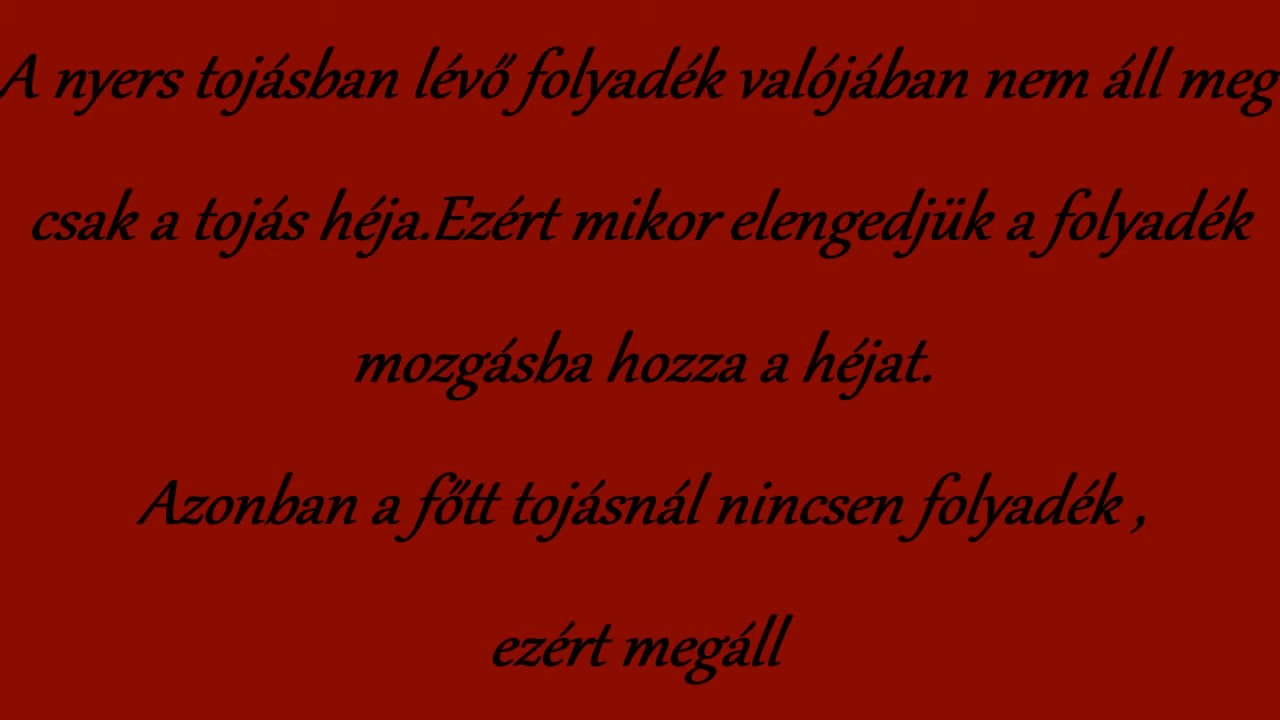 A nyers tojásban lévő folyadék valójában nem áll meg
csak a tojás héja.Ezért mikor elengedjük a folyadék
mozgásba hozza a héjat.
Azonban a főtt tojásnál nincsen folyadék ,
ezért megáll